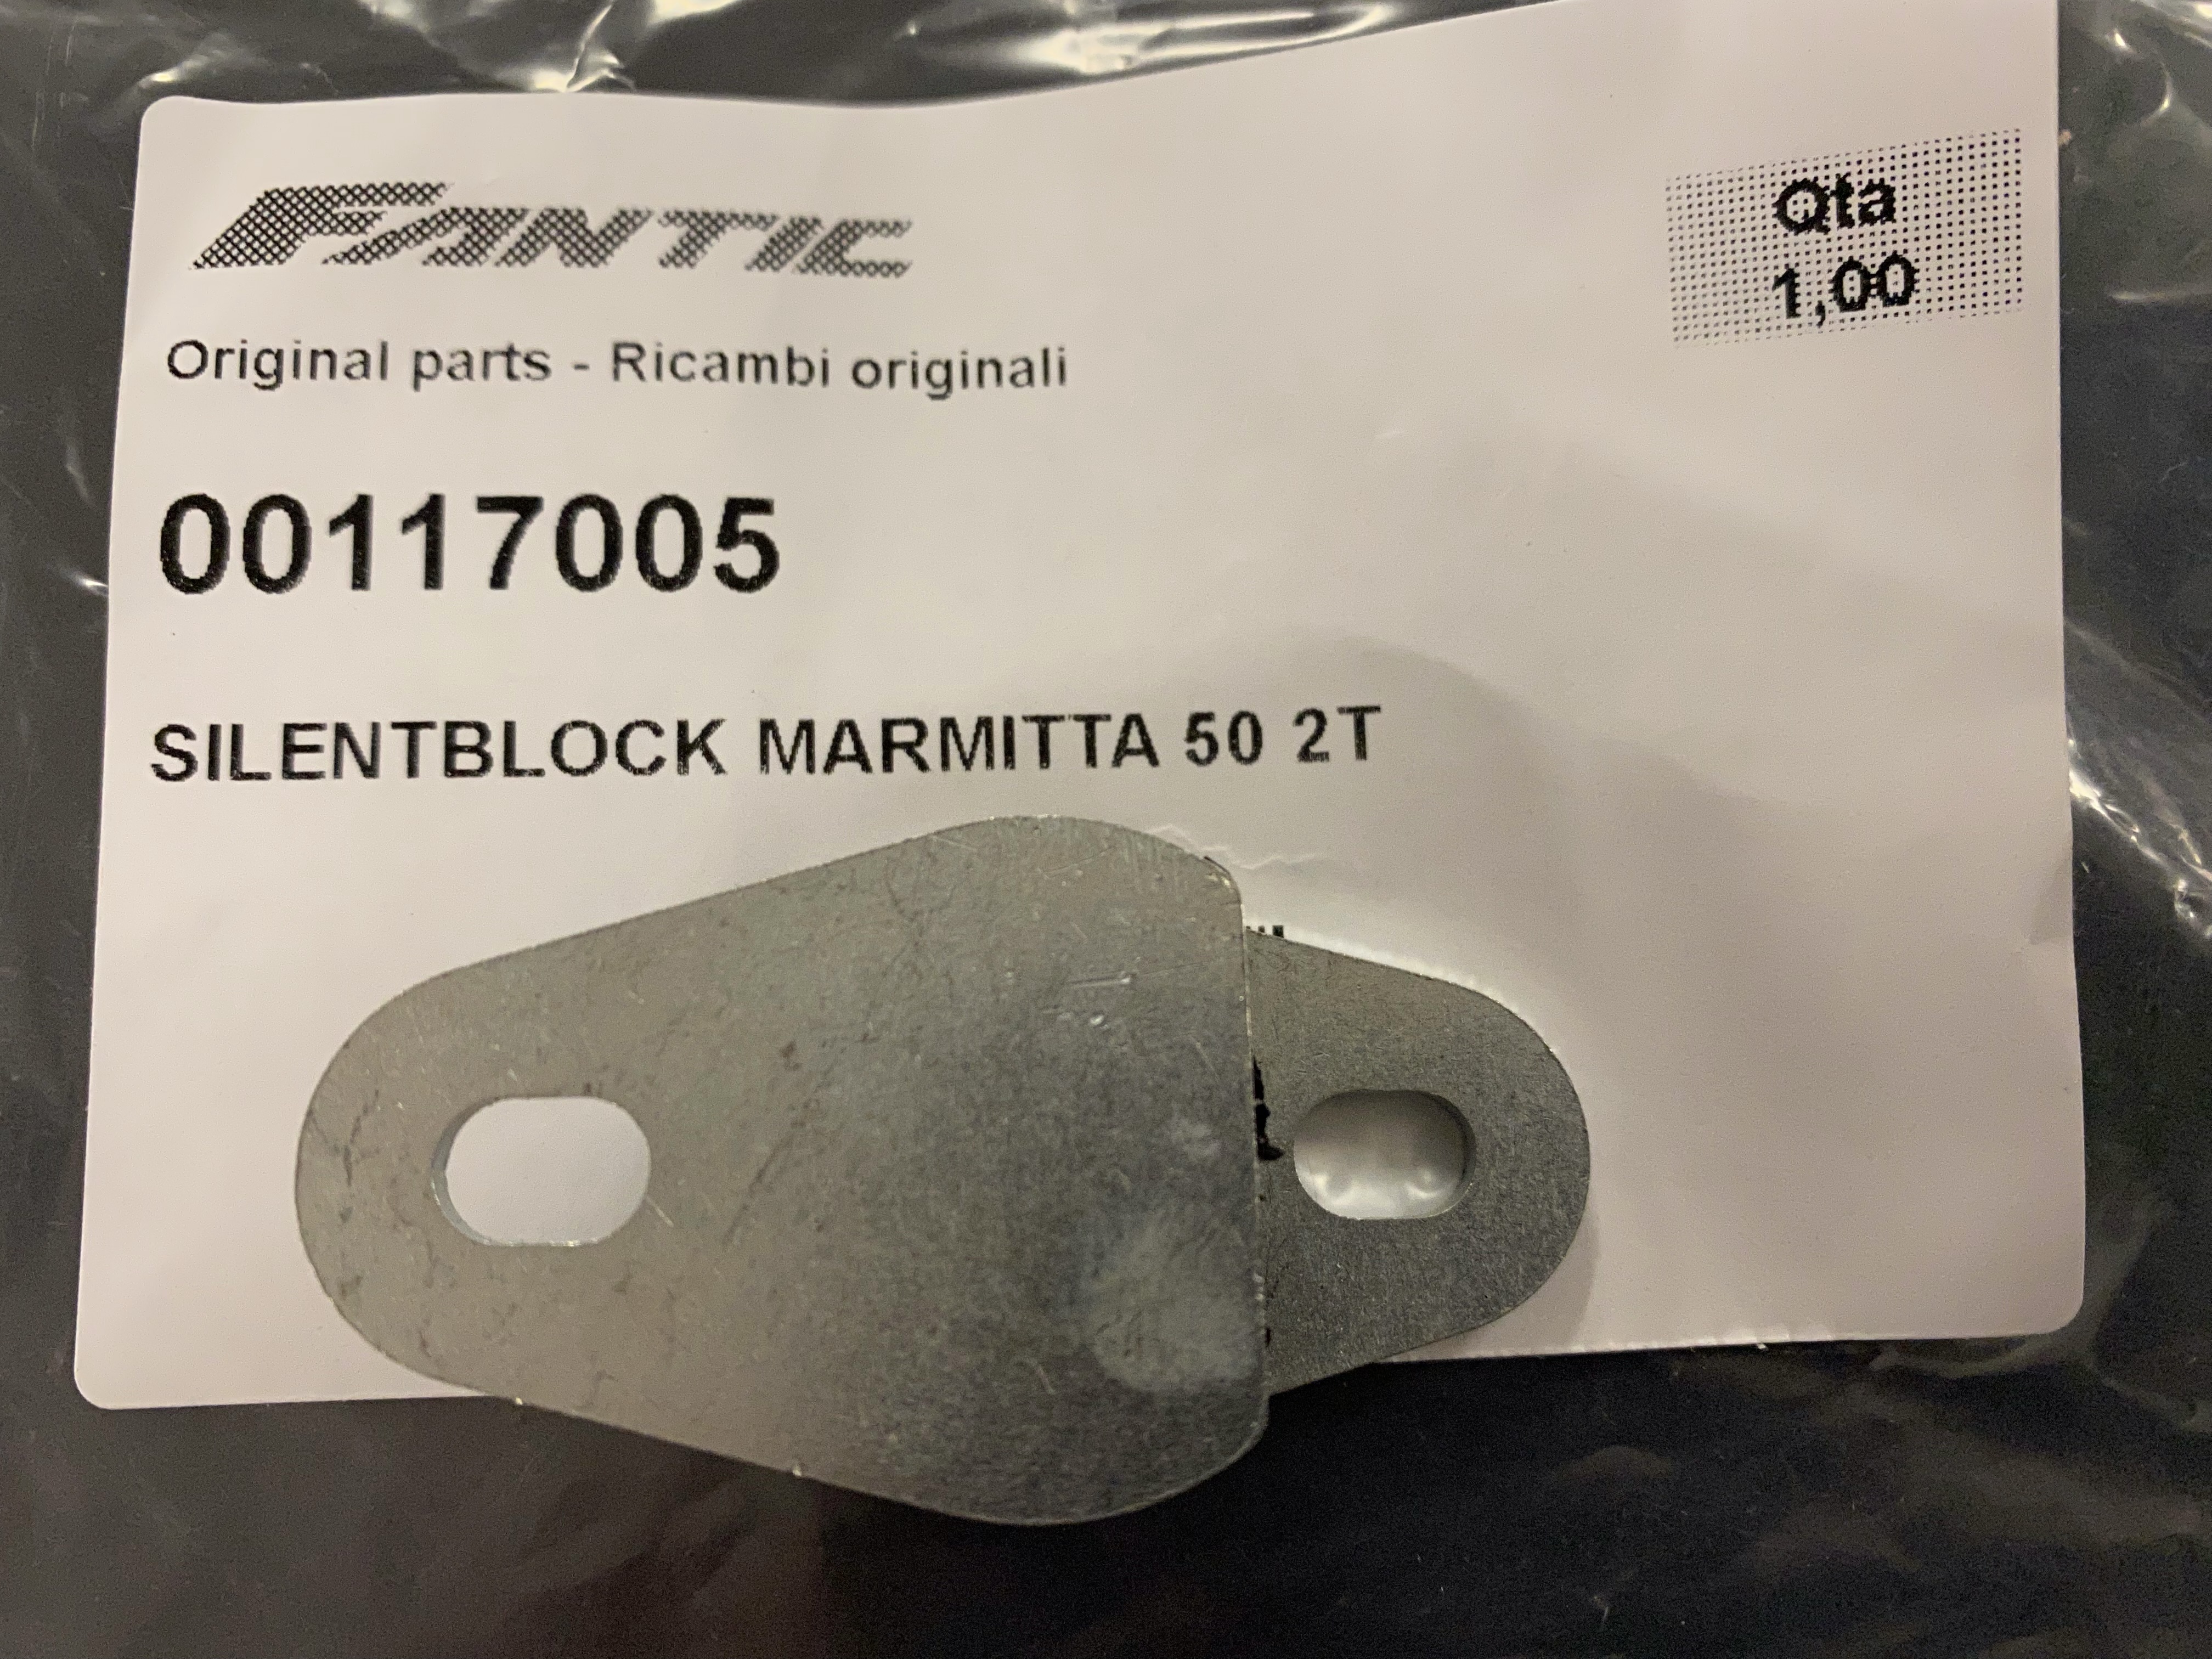 FANTIC
Qta
1,00
Original parts - Ricambi originali
00117005
SILENTBLOCK MARMITTA 50 2T